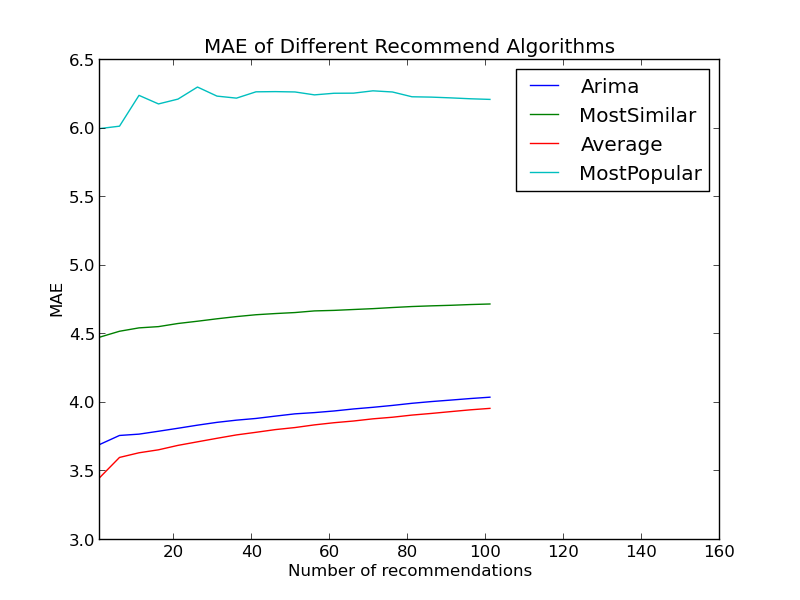 MAE of Different Recommend Algorithms
6.5
6.0
5.5
5.0
4.5
4.0
3.5
3.0
MAE
Arima
MostSimilar
Average
MostPopular
20 40 60 80 100 120 140 160
Number of recommendations